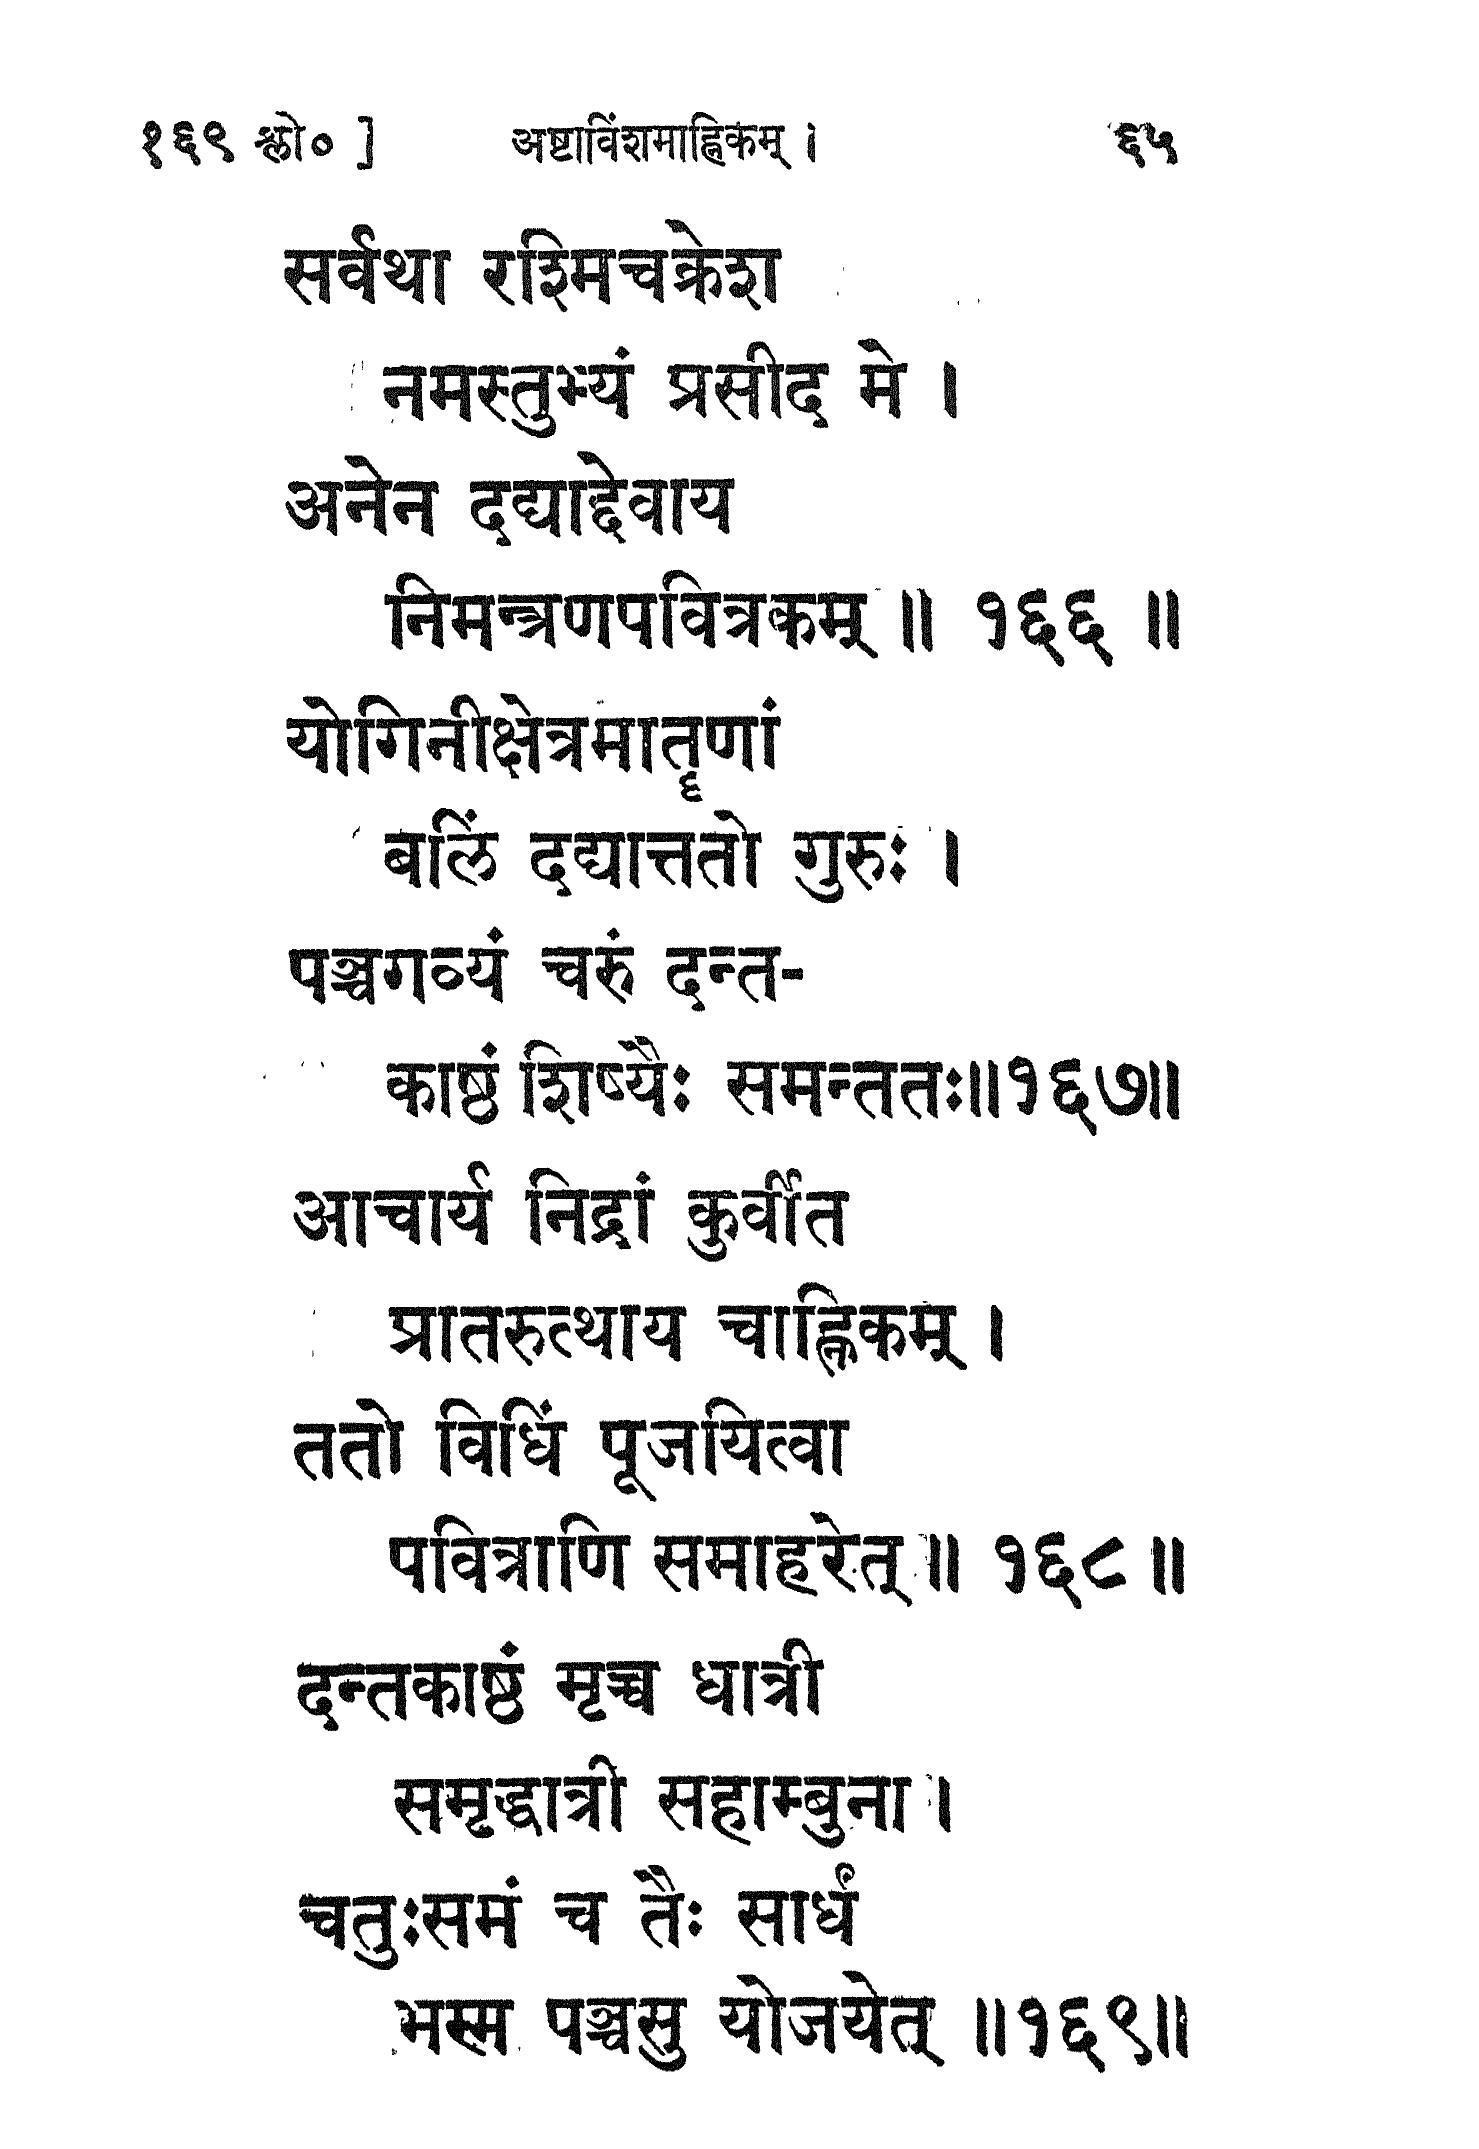 १६९ श्लो० ] अष्टाविंशमाह्निकम् । ६५
सर्वथा रश्मिचक्रेश
नमस्तुभ्यं प्रसीद मे ।
अनेन दद्याद्देवाय
निमन्त्रणपवित्रकम् ॥ १६६ ॥
योगिनीक्षेत्रमातॄणां
बलिं दद्यात्ततो गुरुः ।
पञ्चगव्यं चरुं दन्त-
काष्ठं शिष्यैः समन्ततः॥१६७॥
आचार्य निद्रां कुर्वीत
प्रातरुत्थाय चाह्निकम् ।
ततो विधिं पूजयित्वा
पवित्राणि समाहरेत् ॥ १६८ ॥
दन्तकाष्ठं मृच्च धात्री
समृद्धात्री सहाम्बुना ।
चतुःसमं च तैः सार्धं
भस्म पञ्चसु योजयेत् ॥१६९॥